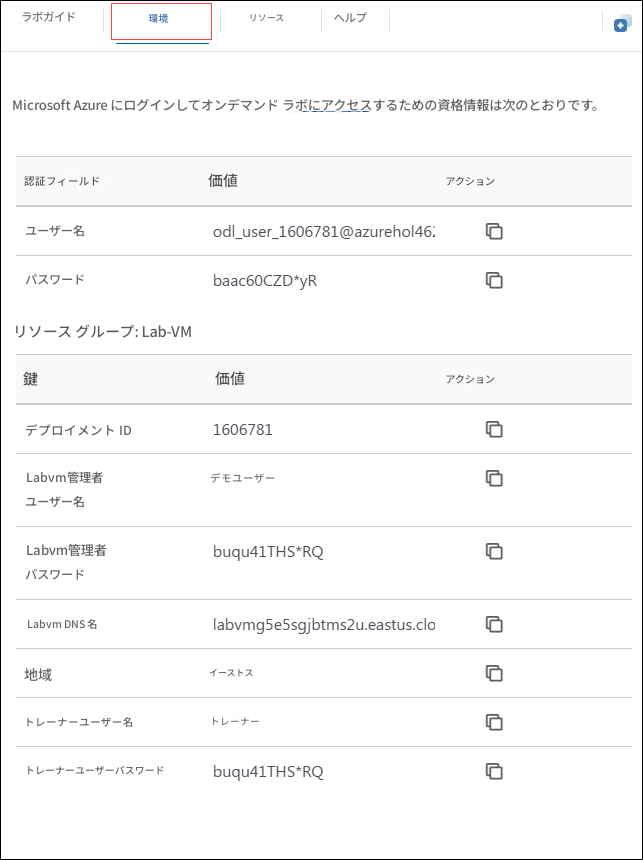 ラボガイド 環境 リソース ヘルプ
Microsoft Azure にログインしてオンデマンド ラボにアクセスするための資格情報は次のとおりです。
認証フィールド 価値 アクション
ユーザー名 odl_user_1606781@azurehol462
パスワード baac60CZD*yR
リソース グループ: Lab-VM
鍵 価値 アクション
デプロイメント ID 1606781
Labvm管理者 デモユーザー
ユーザー名
Labvm管理者 buqu41THS*RQ
パスワード
Labvm DNS 名 labvmg5e5sgjbtms2u.eastus.clo
地域 イーストス
トレーナーユーザー名 トレーナー
トレーナーユーザーパスワード buqu41THS*RQ